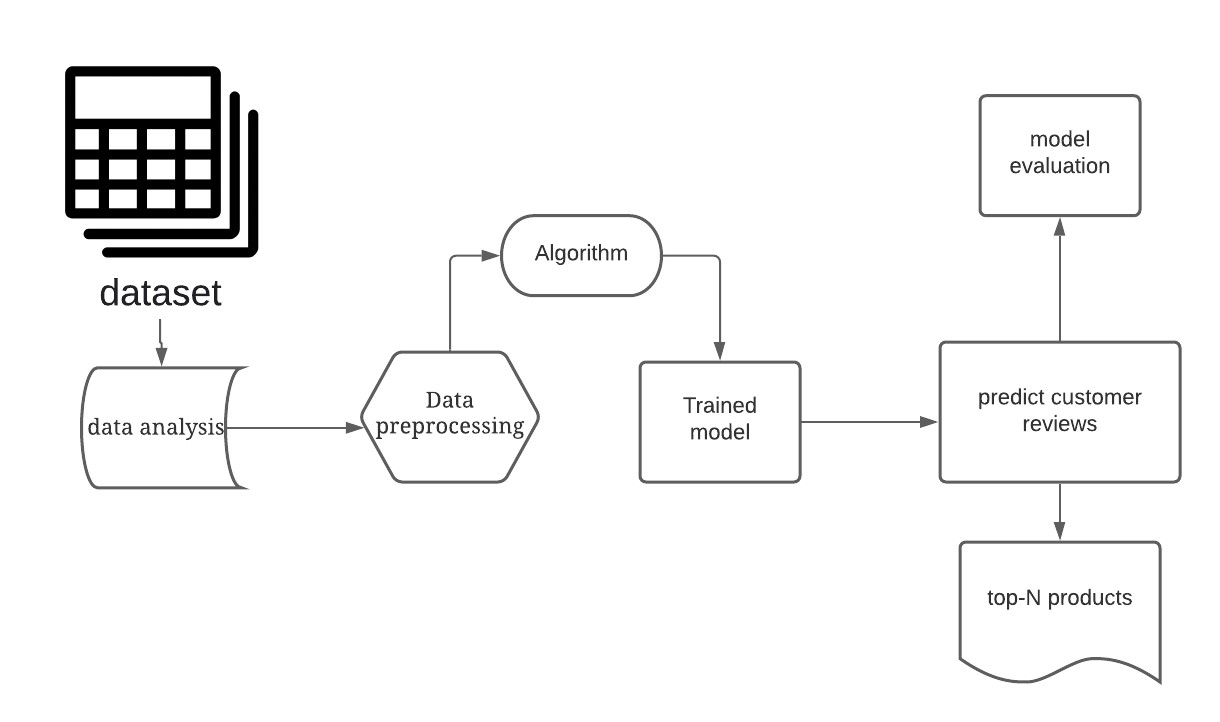 dataset
data analysis
Data
preprocessing
Algorithm
Trained
model
predict customer
reviews
model
evaluation
top-N products